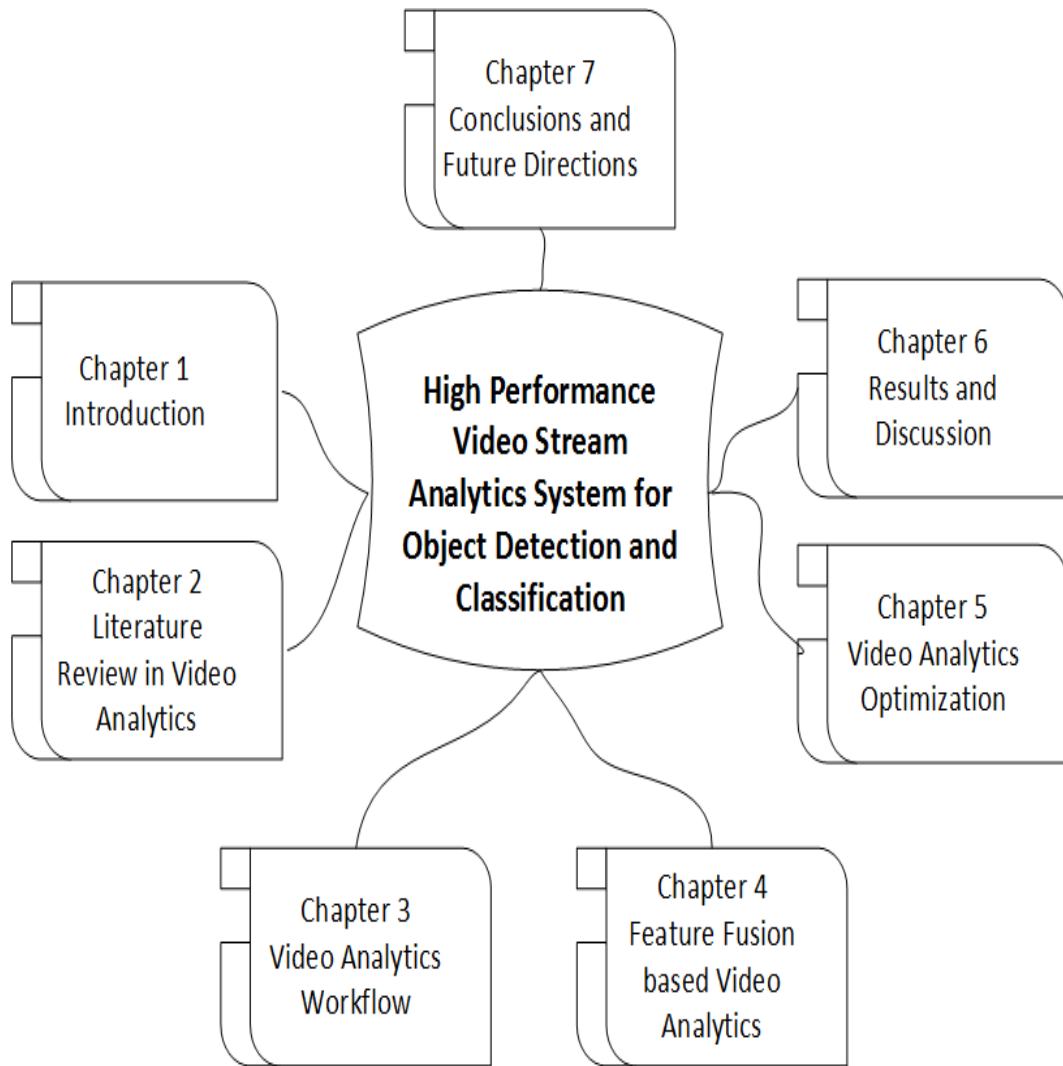 Chapter 7
Conclusions and
Future Directions
Chapter 1
Introduction
High Performance
Video Stream
Analytics System for
Object Detection and
Classification
Chapter 6
Results and
Discussion
Chapter 2
Literature
Review in Video
Analytics
Chapter 5
Video Analytics
Optimization
Chapter 3
Video Analytics
Workflow
Chapter 4
Feature Fusion
based Video
Analytics